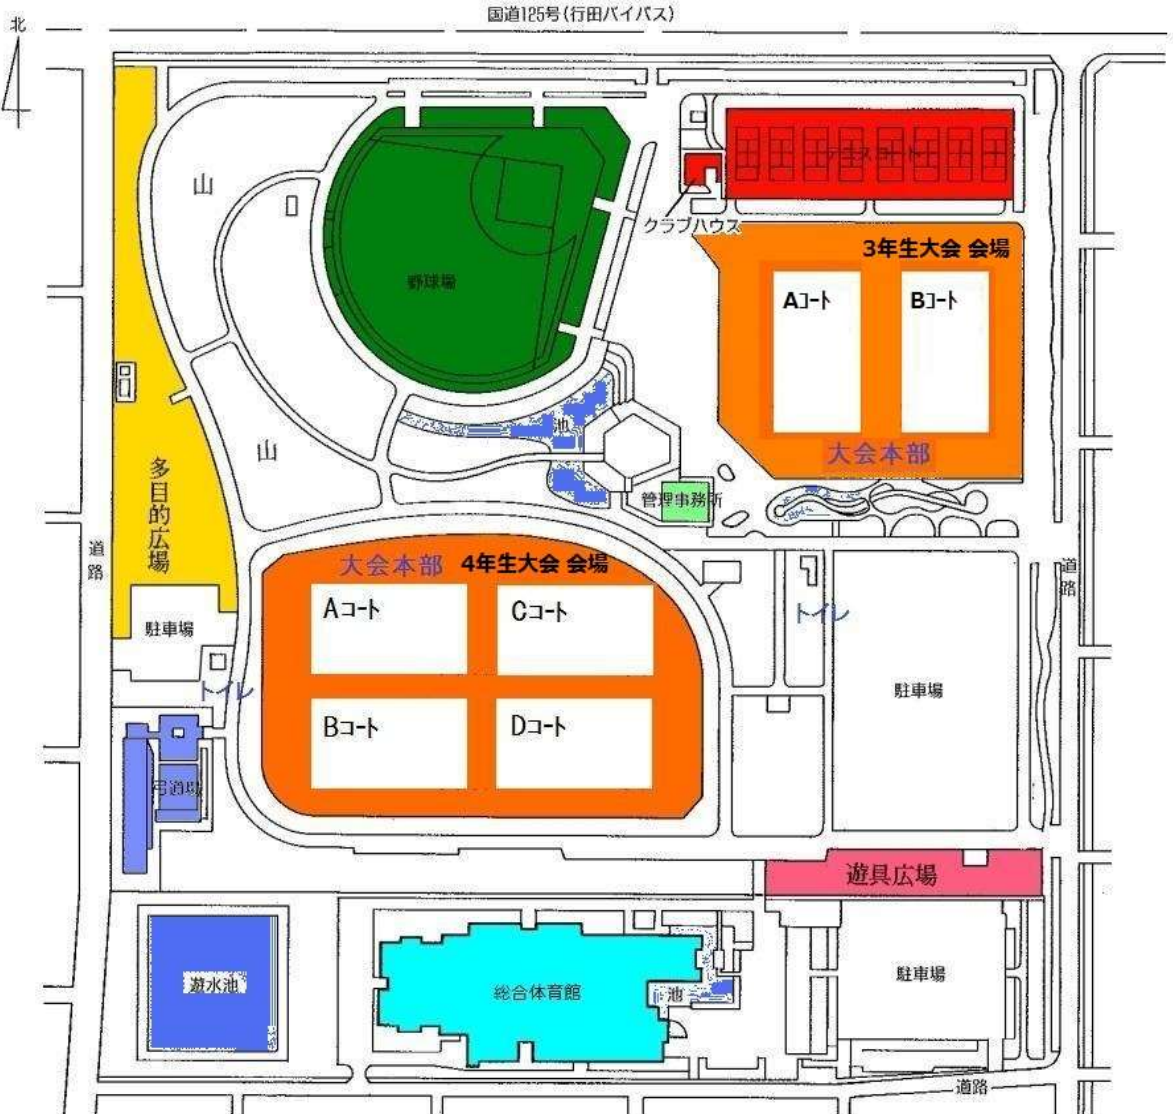 国道125号(行田バイパス)
北
山
テニスコート
クラブハウス
野球場
3年生大会 会場
Aコート
Bコート
池
山
大会本部
管理事務所
多目的広場
道路
大会本部
4年生大会 会場
道路
Aコート
Cコート
トイレ
駐車場
トイレ
駐車場
Bコート
Dコート
弓道場
遊具広場
遊水池
総合体育館
池
駐車場
道路